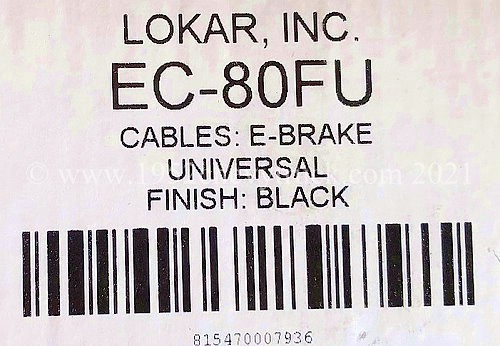 LOKAR, INC.
EC-80FU
CABLES: E-BRAKE
UNIVERSAL
FINISH: BLACK
815470007936